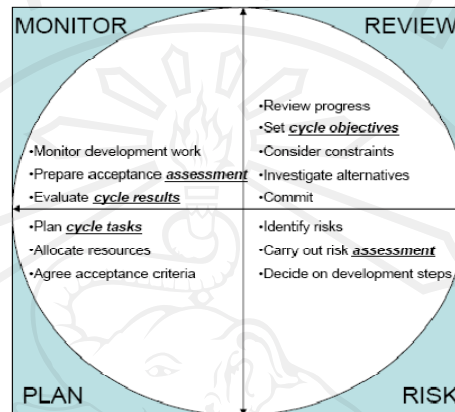 MONITOR
REVIEW
•Review progress
•Set cycle objectives
•Consider constraints
•Investigate alternatives
•Commit
•Monitor development work
•Prepare acceptance assessment
•Evaluate cycle results
•Plan cycle tasks
•Allocate resources
•Agree acceptance criteria
•Identify risks
•Carry out risk assessment
•Decide on development steps
PLAN
RISK